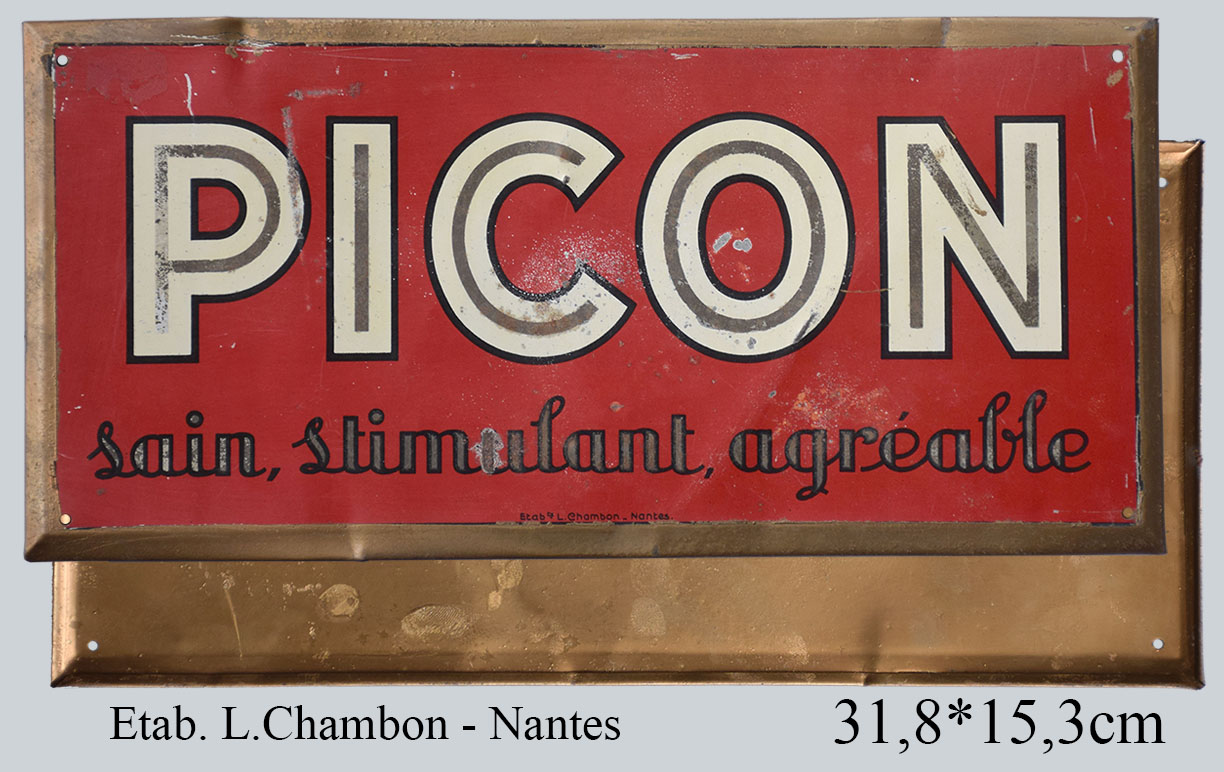 PICON
sain, stimulant, agréable
Etabts L. Chambon - Nantes.
Etab. L.Chambon - Nantes
31,8*15,3cm